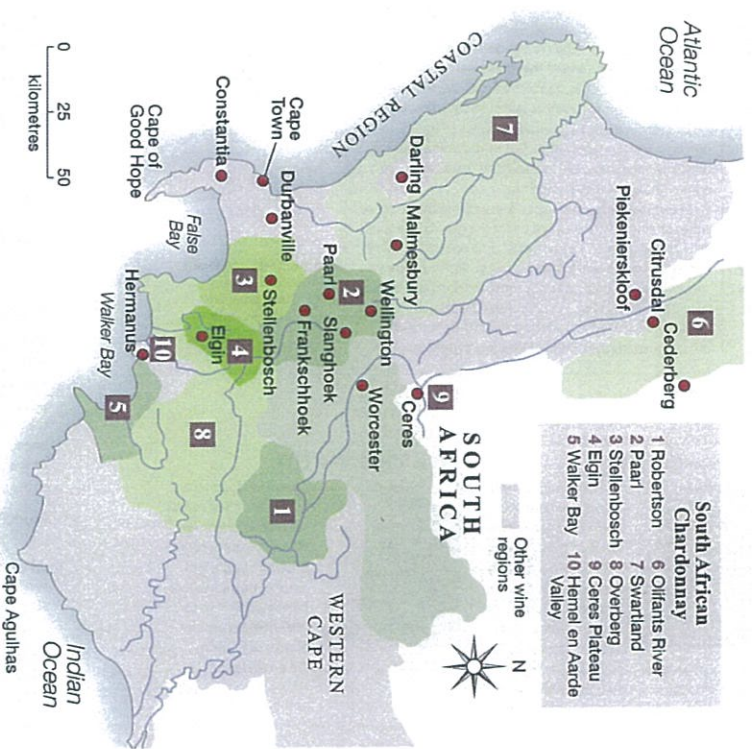 South African
Chardonnay
1 Robertson
2 Paarl
3 Stellenbosch
4 Elgin
5 Walker Bay
6 Olifants River
7 Swartland
8 Overberg
9 Ceres Plateau
10 Hemel en Aarde
Valley
Other wine
regions
N
Atlantic
Ocean
COASTAL REGION
7
6
Piekenierskloof
Citrusdal
Cederberg
Darling
Malmesbury
Cape
Town
Constantia
Cape of
Good Hope
Durbanville
False
Bay
Paarl
2
Wellington
Slanghoek
Frankschhoek
Stellenbosch
3
4
Elgin
Hermanus
10
Walker Bay
5
8
Worcester
Ceres
9
SOUTH
AFRICA
1
WESTERN
CAPE
Indian
Ocean
Cape Agulhas
0
25
50
kilometres